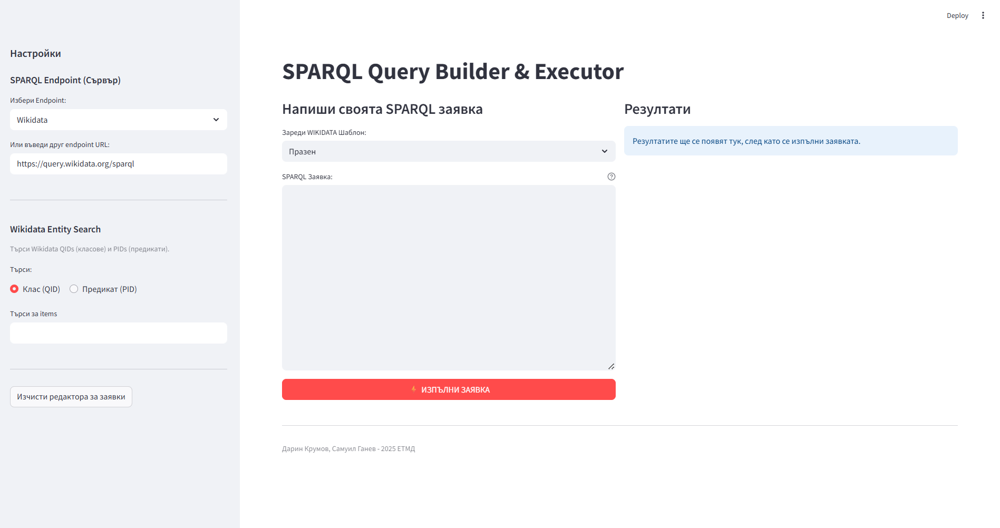 Deploy
Настройки
SPARQL Endpoint (Сървър)
Избери Endpoint:
Wikidata
Или въведи друг endpoint URL:
https://query.wikidata.org/sparql
Wikidata Entity Search
Търси Wikidata QIDs (класове) и PIDs (предикати).
Търси:
Клас (QID) Предикат (PID)
Търси за items
Изчисти редактора за заявки
SPARQL Query Builder & Executor
Напиши своята SPARQL заявка
Зареди WIKIDATA Шаблон:
Празен
SPARQL Заявка:
ИЗПЪЛНИ ЗАЯВКА
Резултати
Резултатите ще се появят тук, след като се изпълни заявката.
Дарин Крумов, Самуил Ганев - 2025 ЕТМД